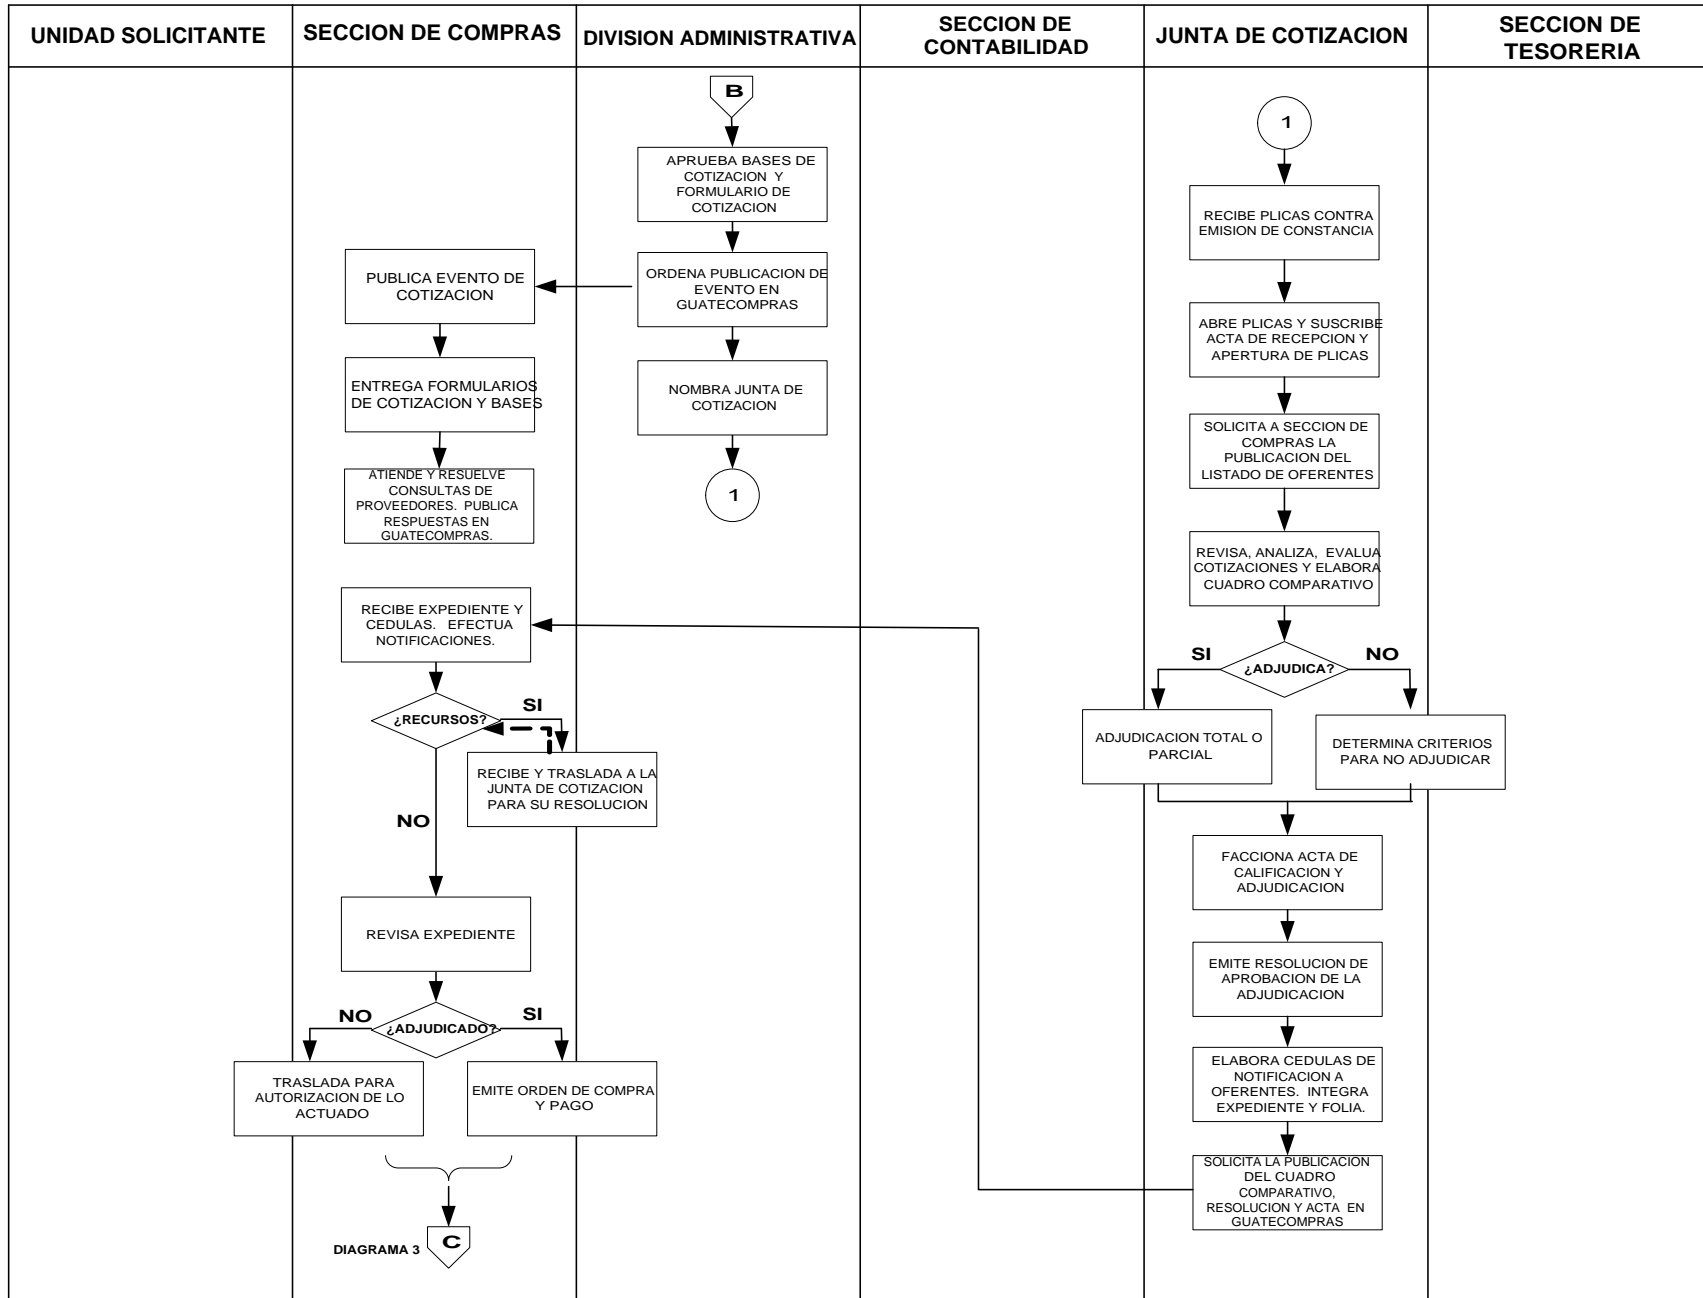 UNIDAD SOLICITANTE
SECCION DE COMPRAS
DIVISION ADMINISTRATIVA
SECCION DE
CONTABILIDAD
JUNTA DE COTIZACION
SECCION DE
TESORERIA
PUBLICA EVENTO DE
COTIZACION
ENTREGA FORMULARIOS
DE COTIZACION Y BASES
ATIENDE Y RESUELVE
CONSULTAS DE
PROVEEDORES. PUBLICA
RESPUESTAS EN
GUATECOMPRAS.
RECIBE EXPEDIENTE Y
CEDULAS. EFECTUA
NOTIFICACIONES.
¿RECURSOS?
SI
RECIBE Y TRASLADA A LA
JUNTA DE COTIZACION
PARA SU RESOLUCION
NO
REVISA EXPEDIENTE
NO
¿ADJUDICADO?
SI
TRASLADA PARA
AUTORIZACION DE LO
ACTUADO
EMITE ORDEN DE COMPRA
Y PAGO
DIAGRAMA 3
C
B
APRUEBA BASES DE
COTIZACION Y
FORMULARIO DE
COTIZACION
ORDENA PUBLICACION DE
EVENTO EN
GUATECOMPRAS
NOMBRA JUNTA DE
COTIZACION
1
1
RECIBE PLICAS CONTRA
EMISION DE CONSTANCIA
ABRE PLICAS Y SUSCRIBE
ACTA DE RECEPCION Y
APERTURA DE PLICAS
SOLICITA A SECCION DE
COMPRAS LA
PUBLICACION DEL
LISTADO DE OFERENTES
REVISA, ANALIZA, EVALUA
COTIZACIONES Y ELABORA
CUADRO COMPARATIVO
SI
¿ADJUDICA?
NO
ADJUDICACION TOTAL O
PARCIAL
DETERMINA CRITERIOS
PARA NO ADJUDICAR
FACCIONA ACTA DE
CALIFICACION Y
ADJUDICACION
EMITE RESOLUCION DE
APROBACION DE LA
ADJUDICACION
ELABORA CEDULAS DE
NOTIFICACION A
OFERENTES. INTEGRA
EXPEDIENTE Y FOLIA.
SOLICITA LA PUBLICACION
DEL CUADRO
COMPARATIVO,
RESOLUCION Y ACTA EN
GUATECOMPRAS